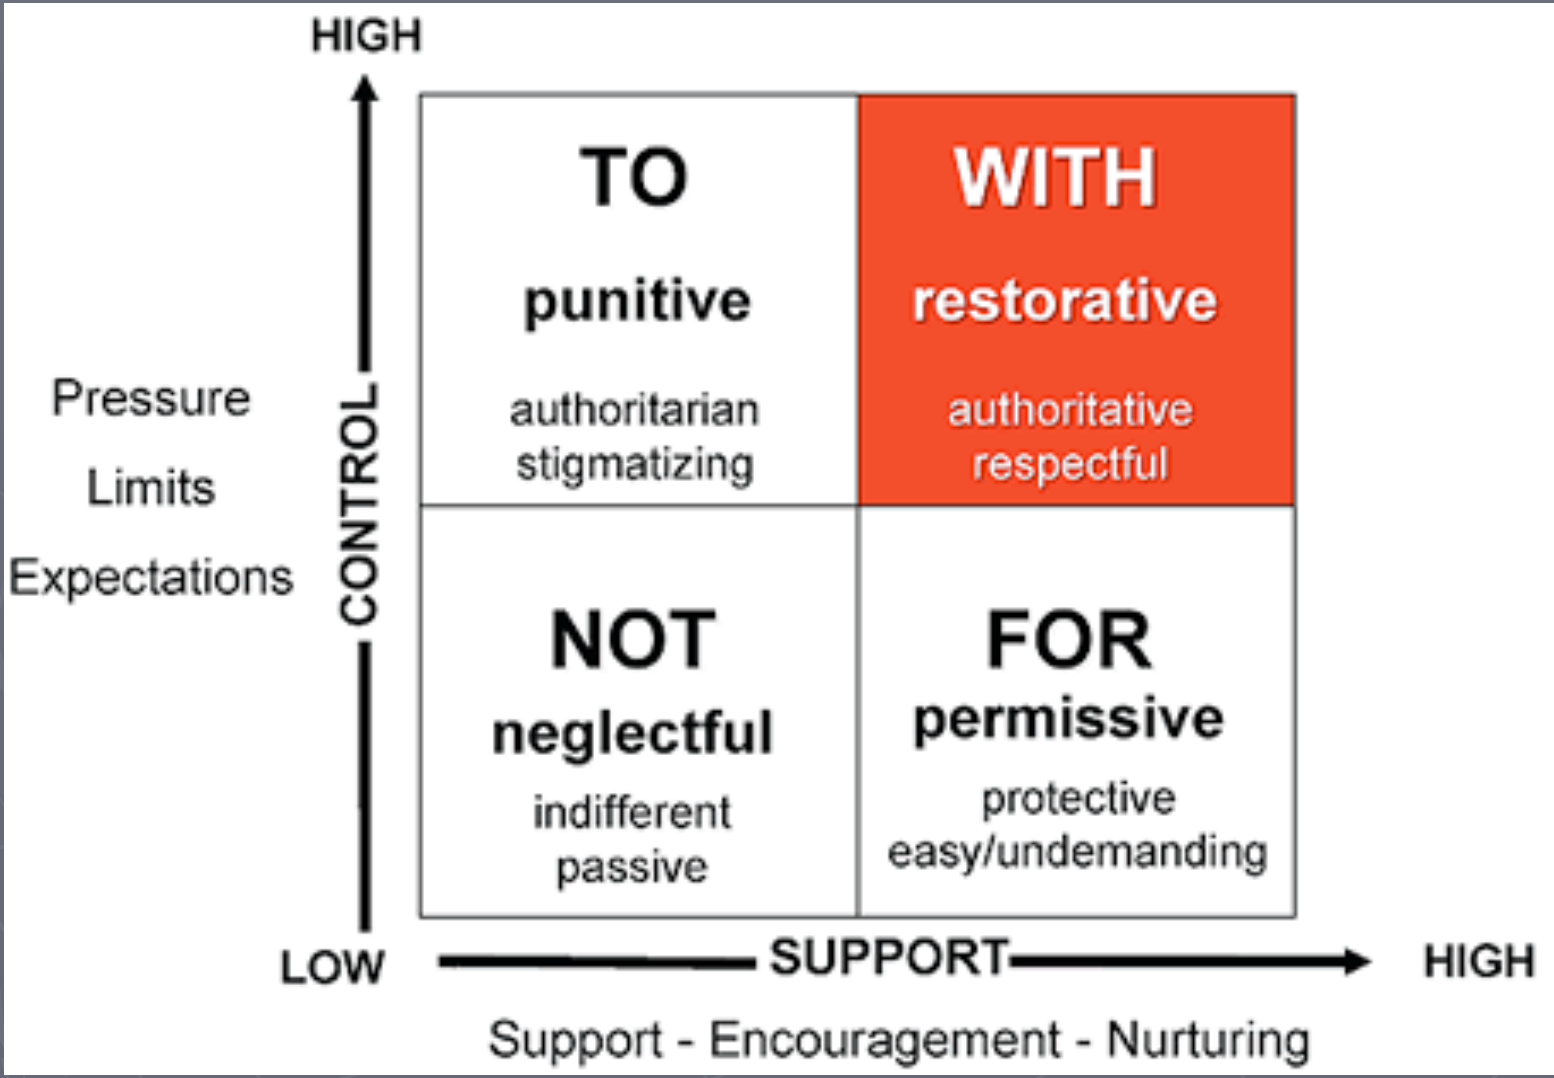 HIGH
TO
punitive
authoritarian
stigmatizing
WITH
restorative
authoritative
respectful
Pressure
Limits
Expectations
CONTROL
NOT
neglectful
indifferent
passive
FOR
permissive
protective
easy/undemanding
LOW
SUPPORT
HIGH
Support - Encouragement - Nurturing